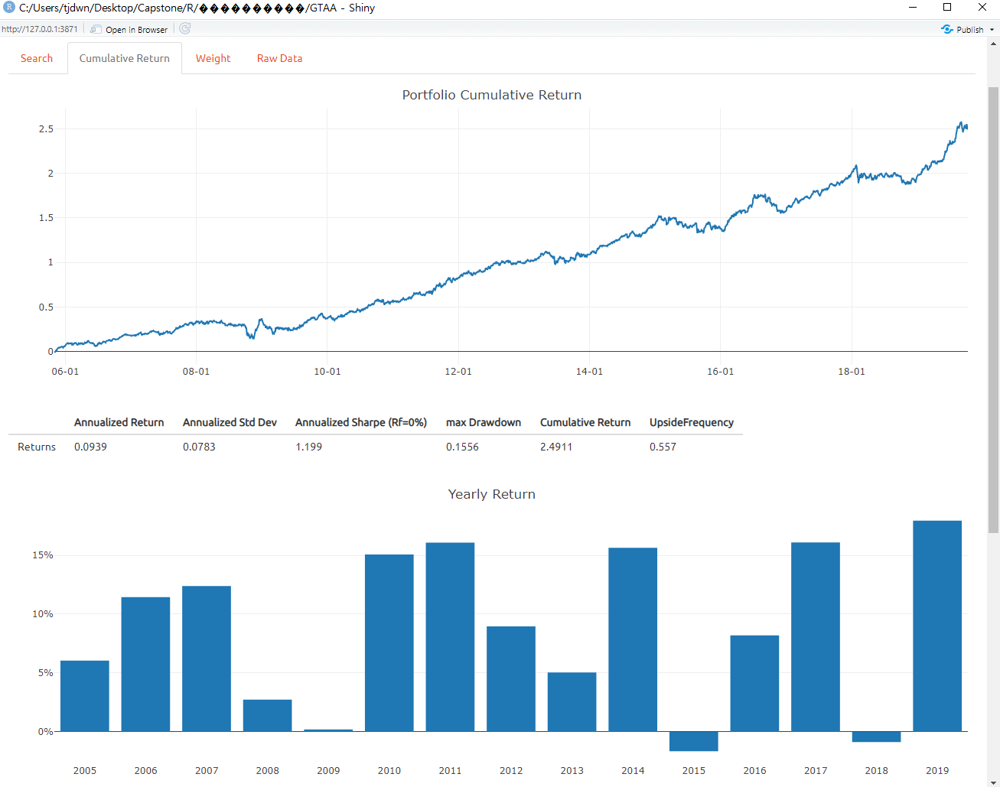 C:/Users/tjdwn/Desktop/Capstone/R/�����������/GTAA - Shiny
http://127.0.0.1:3871 Open in Browser Publish
Search Cumulative Return Weight Raw Data
Portfolio Cumulative Return
2.5
2
1.5
1
0.5
0
06-01 08-01 10-01 12-01 14-01 16-01 18-01
Annualized Return Annualized Std Dev Annualized Sharpe (Rf=0%) max Drawdown Cumulative Return UpsideFrequency
Returns 0.0939 0.0783 1.199 0.1556 2.4911 0.557
Yearly Return
15%
10%
5%
0%
2005 2006 2007 2008 2009 2010 2011 2012 2013 2014 2015 2016 2017 2018 2019